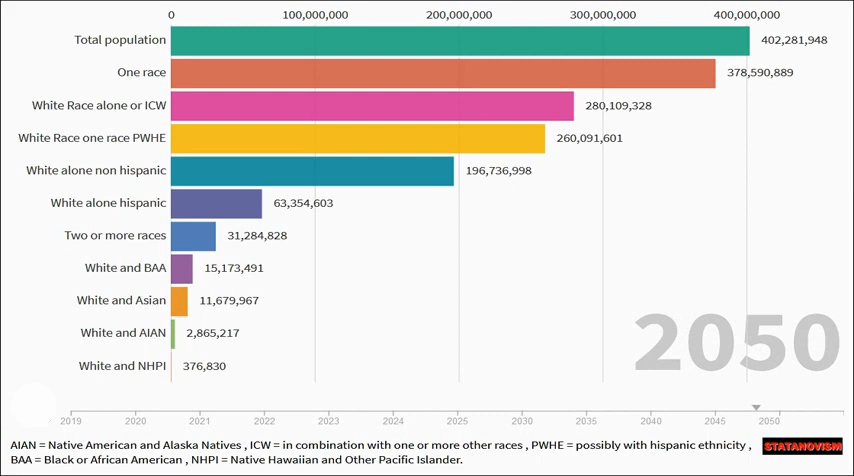 0 100,000,000 200,000,000 300,000,000 400,000,000
Total population 402,281,948
One race 378,590,889
White Race alone or ICW 280,109,328
White Race one race PWHE 260,091,601
White alone non hispanic 196,736,998
White alone hispanic 63,354,603
Two or more races 31,284,828
White and BAA 15,173,491
White and Asian 11,679,967
White and AIAN 2,865,217
White and NHPI 376,830
2050
2019 2020 2021 2022 2023 2024 2025 2030 2035 2040 2045 2050
AIAN = Native American and Alaska Natives , ICW = in combination with one or more other races , PWHE = possibly with hispanic ethnicity ,
BAA = Black or African American , NHPI = Native Hawaiian and Other Pacific Islander.
STATANOVISM